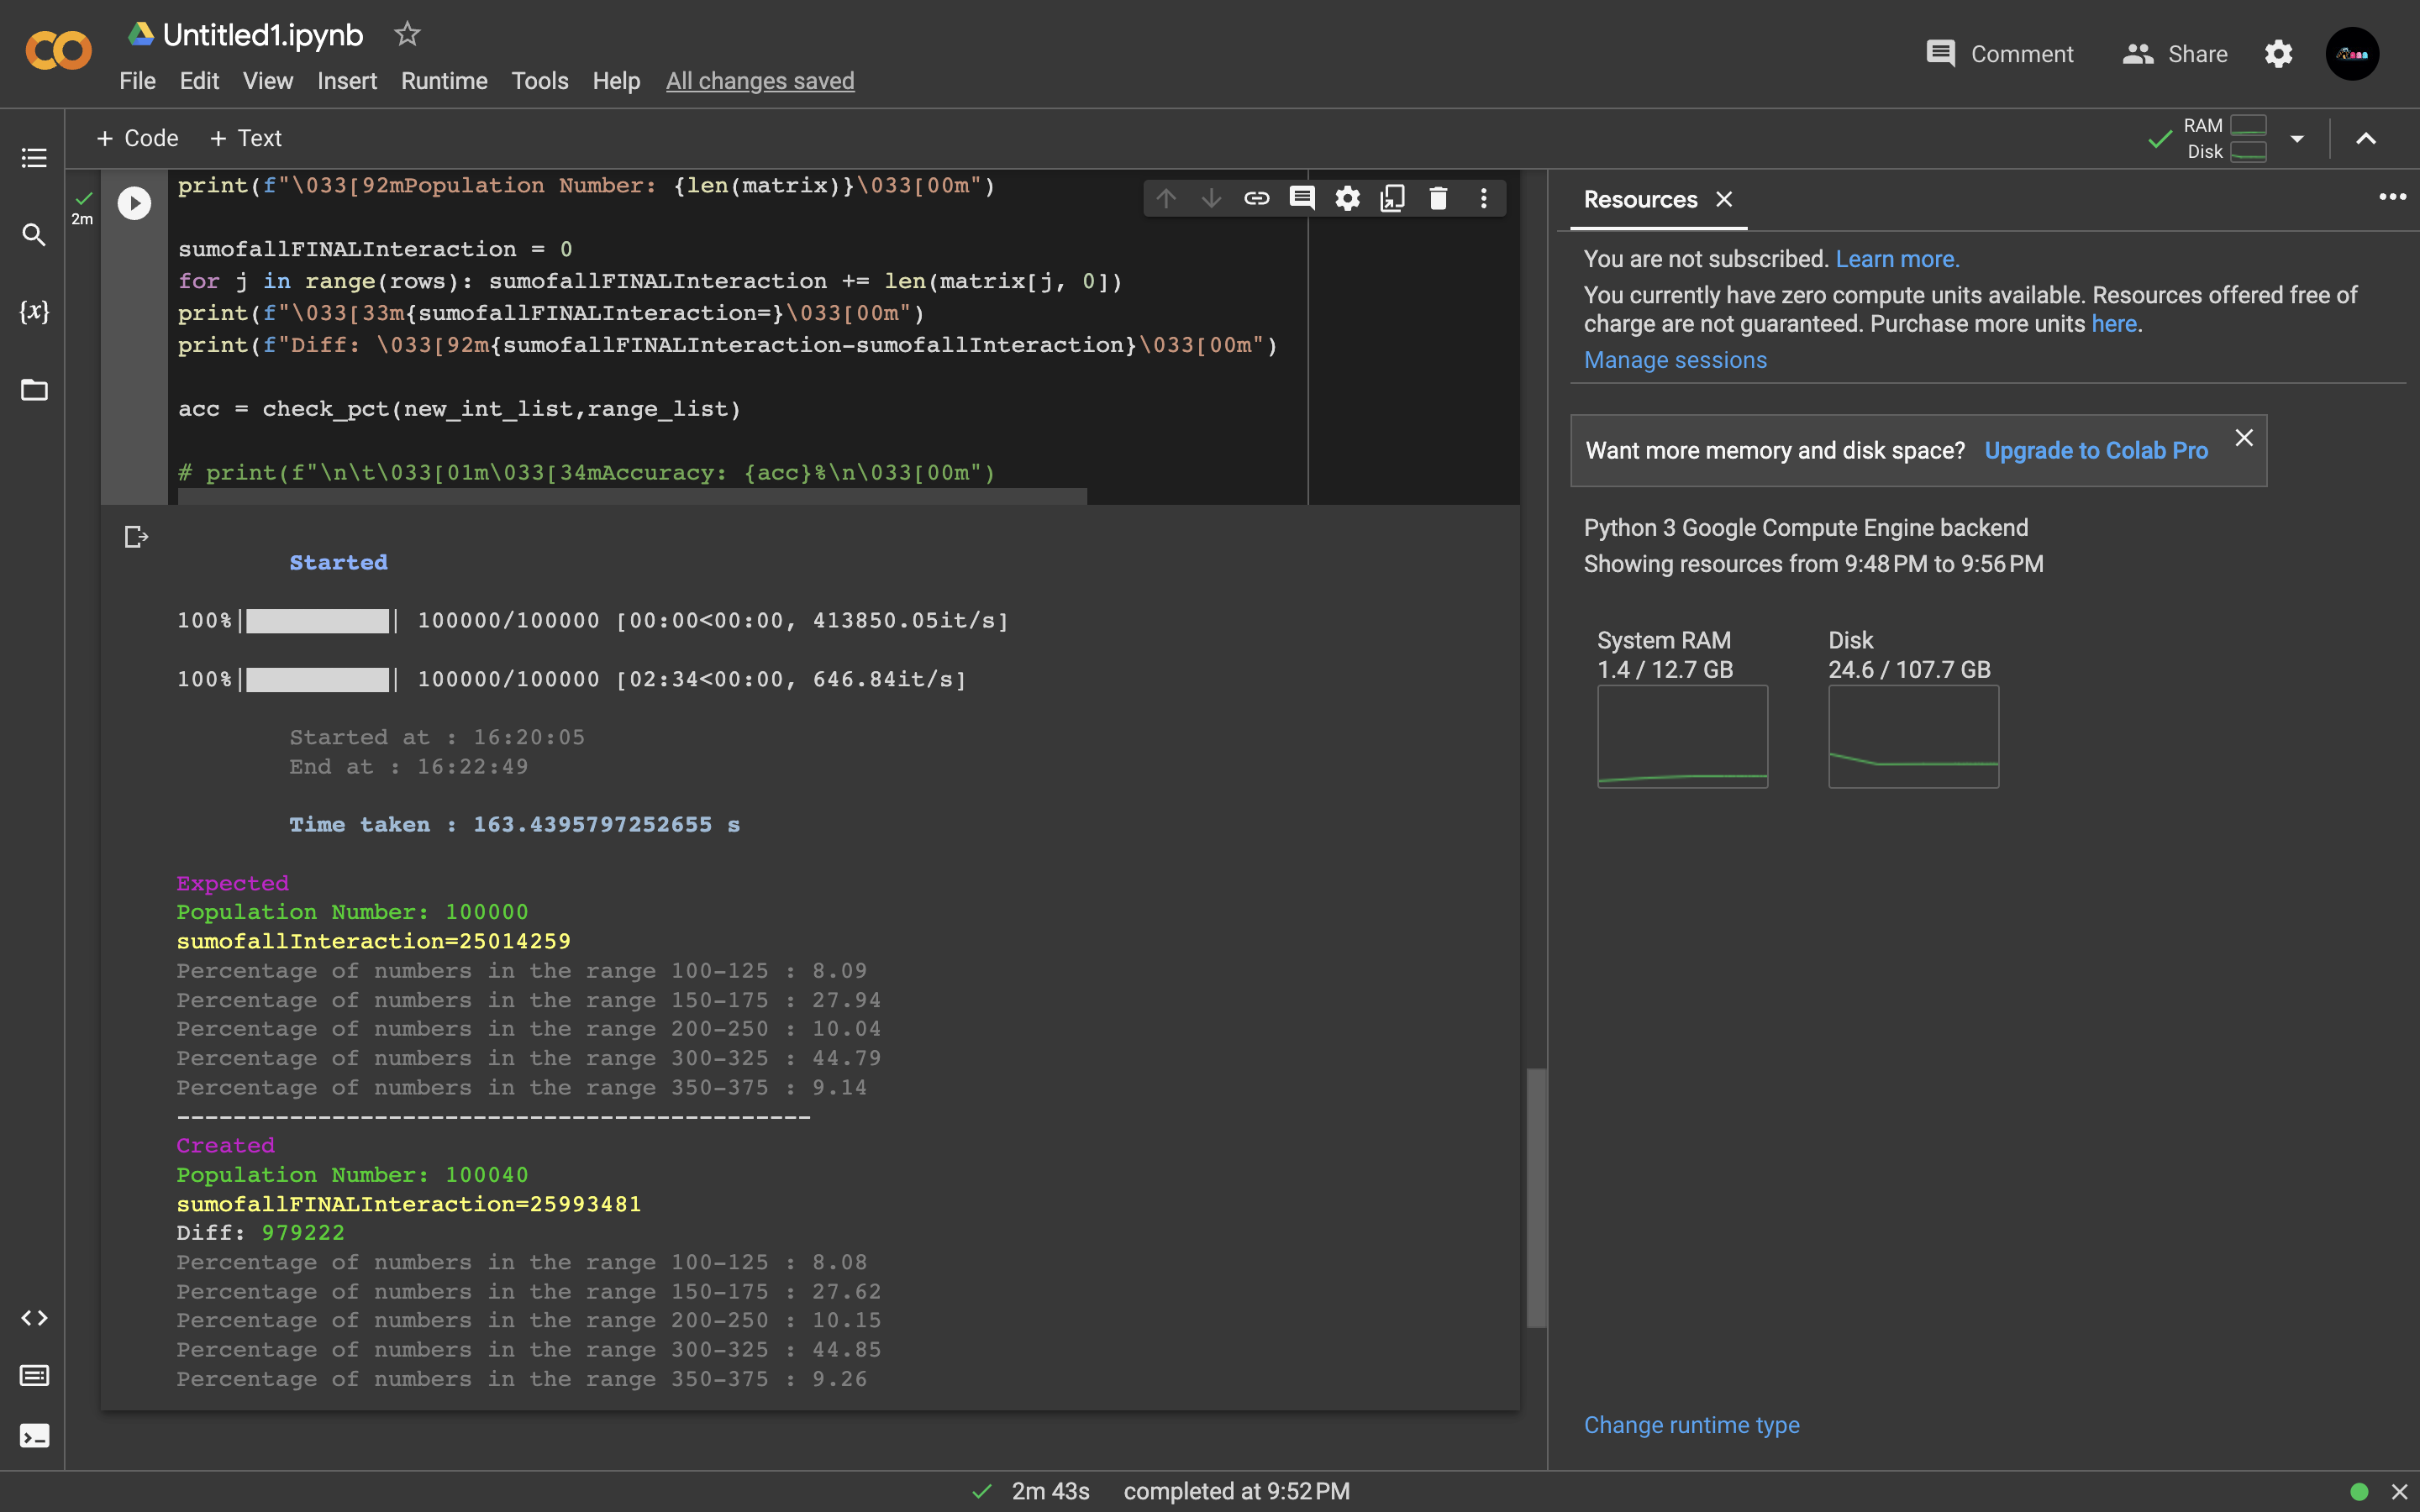 Untitled1.ipynb
File Edit View Insert Runtime Tools Help All changes saved
Comment Share
+ Code + Text
RAM
Disk
2m
print(f"\033[92mPopulation Number: {len(matrix)}\033[00m")
sumofallFINALInteraction = 0
for j in range(rows): sumofallFINALInteraction += len(matrix[j, 0])
print(f"\033[33m{sumofallFINALInteraction=}\033[00m")
print(f"Diff: \033[92m{sumofallFINALInteraction-sumofallInteraction}\033[00m")
acc = check_pct(new_int_list,range_list)
# print(f"\n\t\033[01m\033[34mAccuracy: {acc}%\n\033[00m")
Started
100%| | 100000/100000 [00:00<00:00, 413850.05it/s]
100%| | 100000/100000 [02:34<00:00, 646.84it/s]
Started at : 16:20:05
End at : 16:22:49
Time taken : 163.4395797252655 s
Expected
Population Number: 100000
sumofallInteraction=25014259
Percentage of numbers in the range 100-125 : 8.09
Percentage of numbers in the range 150-175 : 27.94
Percentage of numbers in the range 200-250 : 10.04
Percentage of numbers in the range 300-325 : 44.79
Percentage of numbers in the range 350-375 : 9.14
---------------------------------------------
Created
Population Number: 100040
sumofallFINALInteraction=25993481
Diff: 979222
Percentage of numbers in the range 100-125 : 8.08
Percentage of numbers in the range 150-175 : 27.62
Percentage of numbers in the range 200-250 : 10.15
Percentage of numbers in the range 300-325 : 44.85
Percentage of numbers in the range 350-375 : 9.26
Resources
You are not subscribed. Learn more.
You currently have zero compute units available. Resources offered free of
charge are not guaranteed. Purchase more units here.
Manage sessions
Want more memory and disk space? Upgrade to Colab Pro
Python 3 Google Compute Engine backend
Showing resources from 9:48 PM to 9:56 PM
System RAM
1.4 / 12.7 GB
Disk
24.6 / 107.7 GB
Change runtime type
2m 43s completed at 9:52 PM